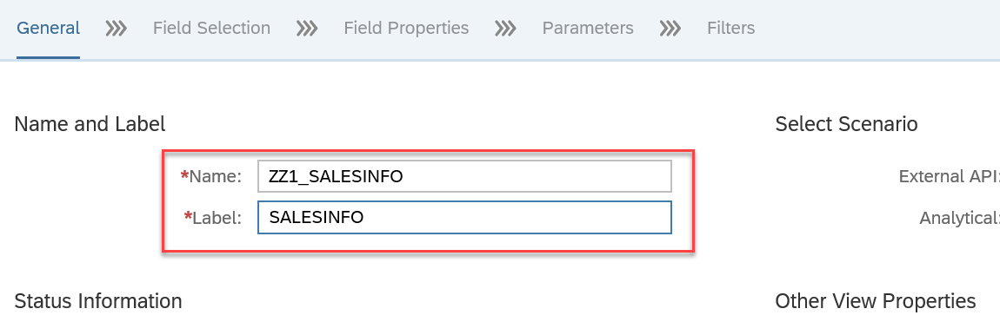 General Field Selection Field Properties Parameters Filters
Name and Label
*Name: ZZ1_SALESINFO
*Label: SALESINFO
Select Scenario
External API:
Analytical:
Status Information
Other View Properties